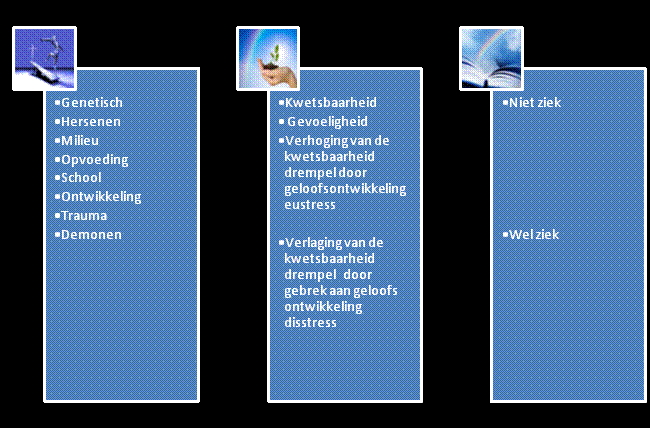 •Genetisch
•Hersenen
•Milieu
•Opvoeding
•School
•Ontwikkeling
•Trauma
•Demonen
•Kwetsbaarheid
• Gevoeligheid
•Verhoging van de
kwetsbaarheid
drempel door
geloofsontwikkeling
eustress
•Verlaging van de
kwetsbaarheid
drempel door
gebrek aan geloofs
ontwikkeling
disstress
•Niet ziek
•Wel ziek